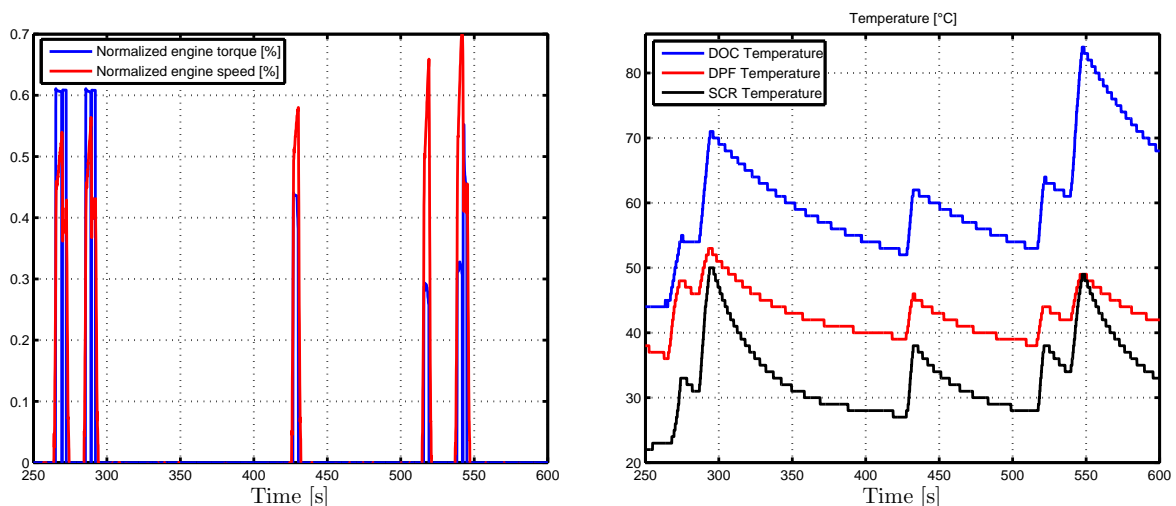 0.7
0.6
0.5
0.4
0.3
0.2
0.1
0
250 300 350 400 450 500 550 600
Time [s]
Normalized engine torque [%]
Normalized engine speed [%]
Temperature [°C]
80
70
60
50
40
30
20
250 300 350 400 450 500 550 600
Time [s]
DOC Temperature
DPF Temperature
SCR Temperature